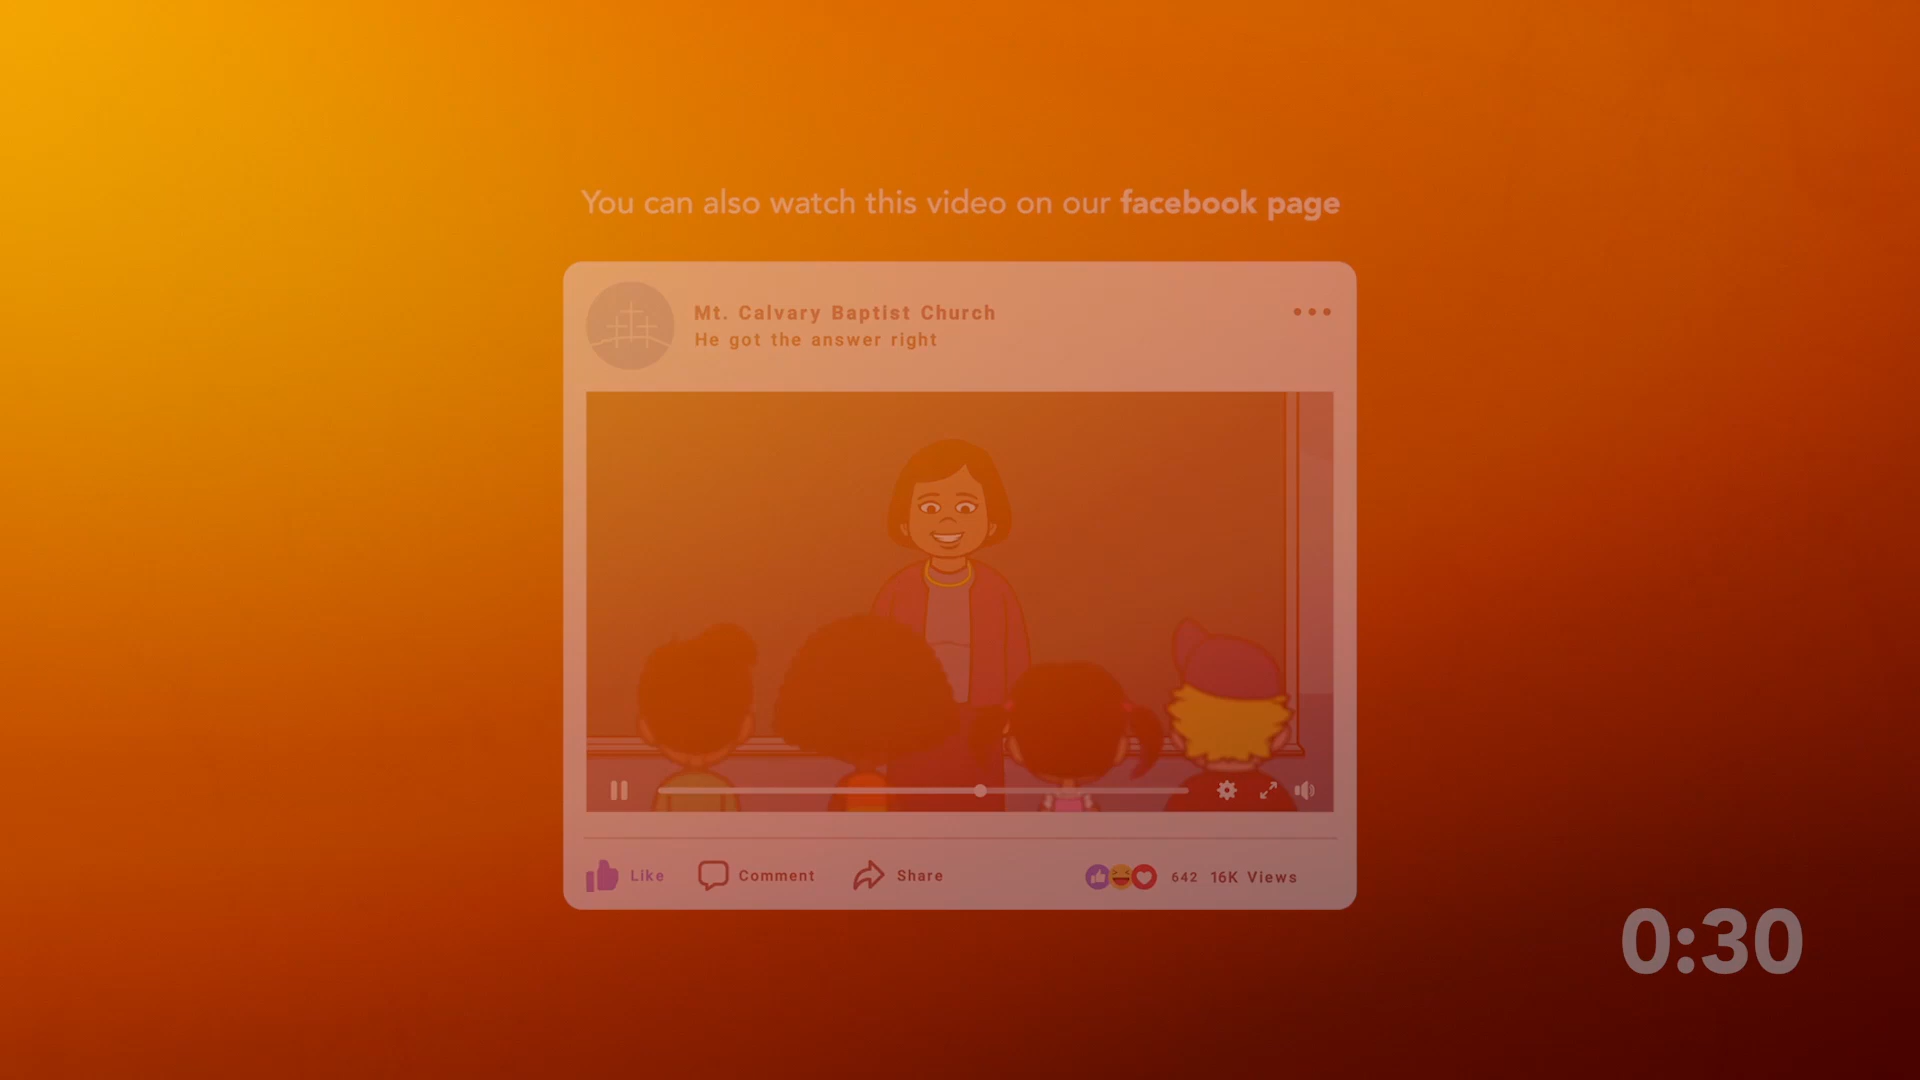 You can also watch this video on our facebook page
Mt. Calvary Baptist Church
He got the answer right
Like
Comment
Share
642
16K Views
0:30